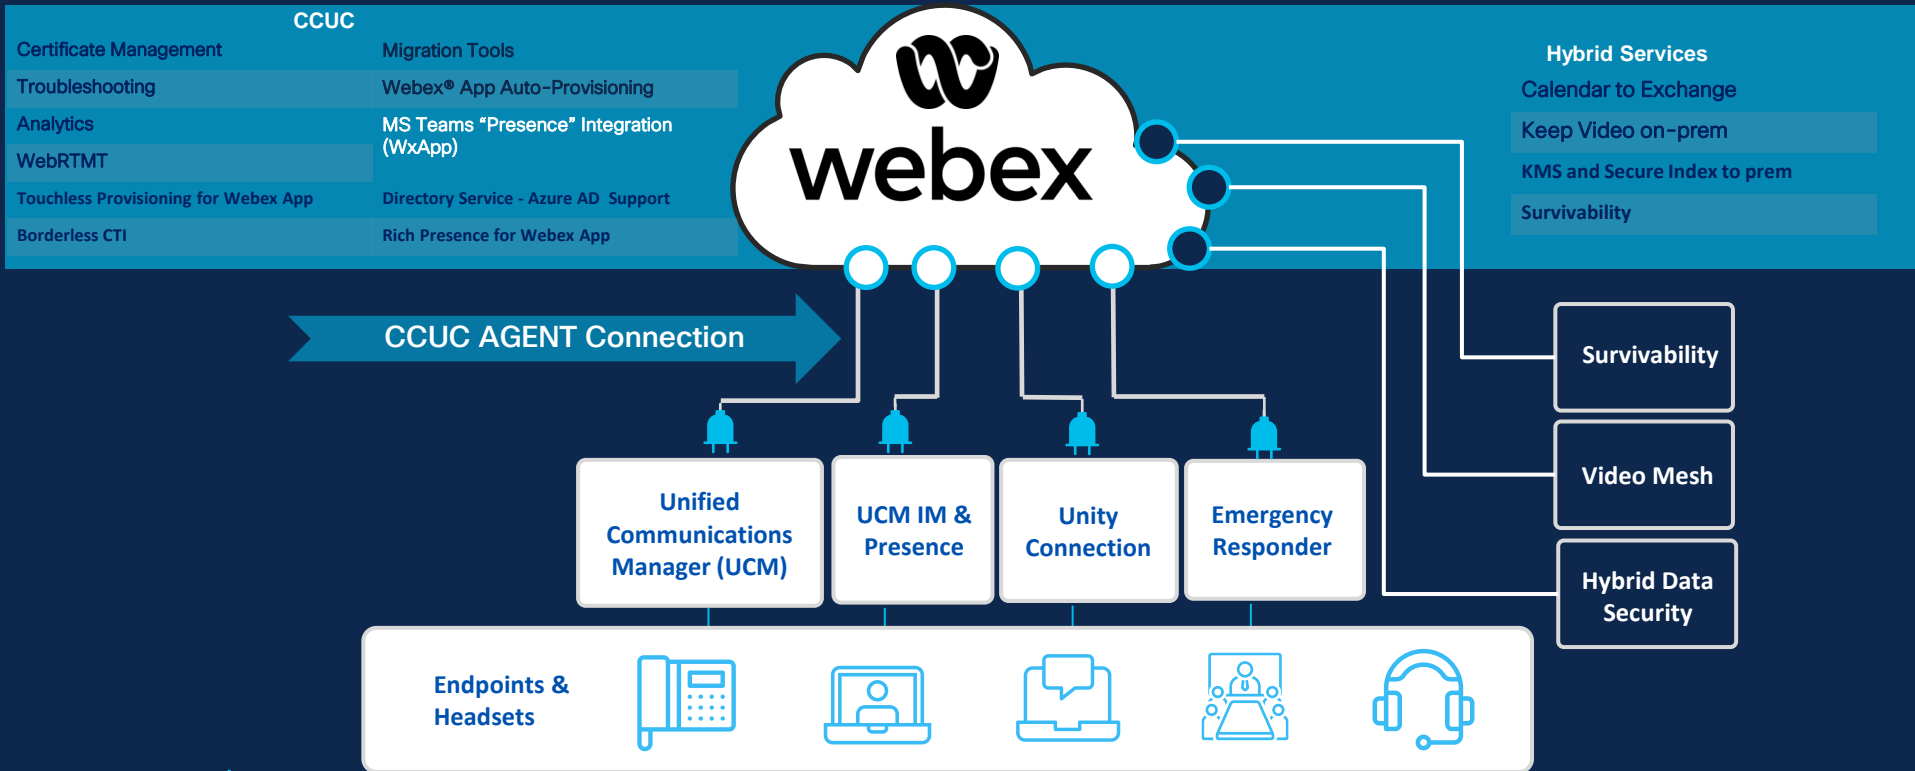 CCUC
Certificate Management
Migration Tools
Troubleshooting
Webex® App Auto-Provisioning
Analytics
MS Teams “Presence” Integration
(WxApp)
WebRTMT
Touchless Provisioning for Webex App
Directory Service - Azure AD Support
Borderless CTI
Rich Presence for Webex App
webex
Hybrid Services
Calendar to Exchange
Keep Video on-prem
KMS and Secure Index to prem
Survivability
CCUC AGENT Connection
Survivability
Video Mesh
Hybrid Data
Security
Unified
Communications
Manager (UCM)
UCM IM &
Presence
Unity
Connection
Emergency
Responder
Endpoints &
Headsets